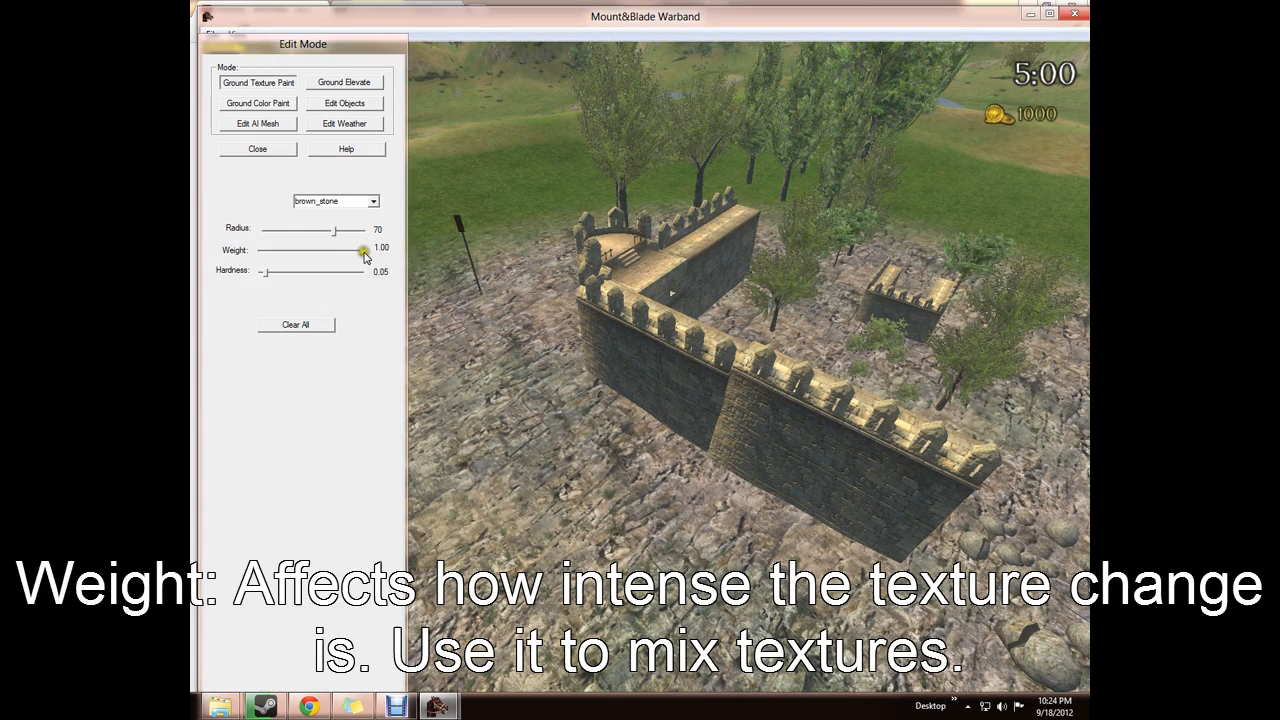 Mount&Blade Warband
Edit Mode
5:00
Mode:
Ground Texture Paint
Ground Elevate
Ground Color Paint
Edit Objects
1000
Edit AI Mesh
Edit Weather
Close
Help
brown_stone
Radius:
70
Weight:
1.00
Hardness:
0.05
Clear All
Weight: Affects how intense the texture change
is. Use it to mix textures.
Desktop
10:24 PM
9/18/2012